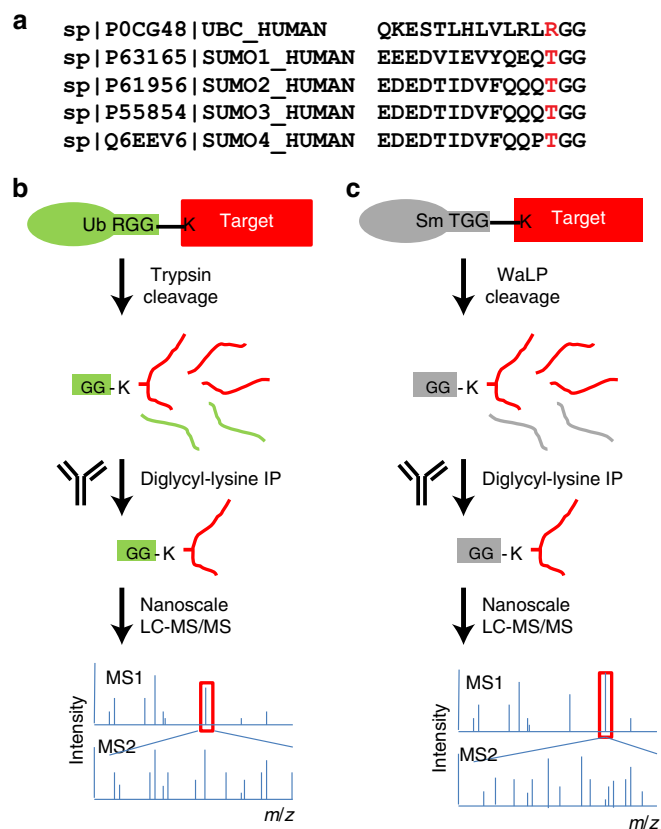 a
sp|P0CG48|UBC_HUMAN QKESTLHLVLRLRGG
sp|P63165|SUMO1_HUMAN EEEDVIEVYQEQTGG
sp|P61956|SUMO2_HUMAN EDEDTIDVFQQQTGG
sp|P55854|SUMO3_HUMAN EDEDTIDVFQQQTGG
sp|Q6EEV6|SUMO4_HUMAN EDEDTIDVFQQPTGG
b
Ub RGG K Target
Trypsin
cleavage
GG - K
Diglycyl-lysine IP
GG - K
Nanoscale
LC-MS/MS
Intensity
MS1
MS2
m/z
c
Sm TGG K Target
WaLP
cleavage
GG - K
Diglycyl-lysine IP
GG - K
Nanoscale
LC-MS/MS
Intensity
MS1
MS2
m/z